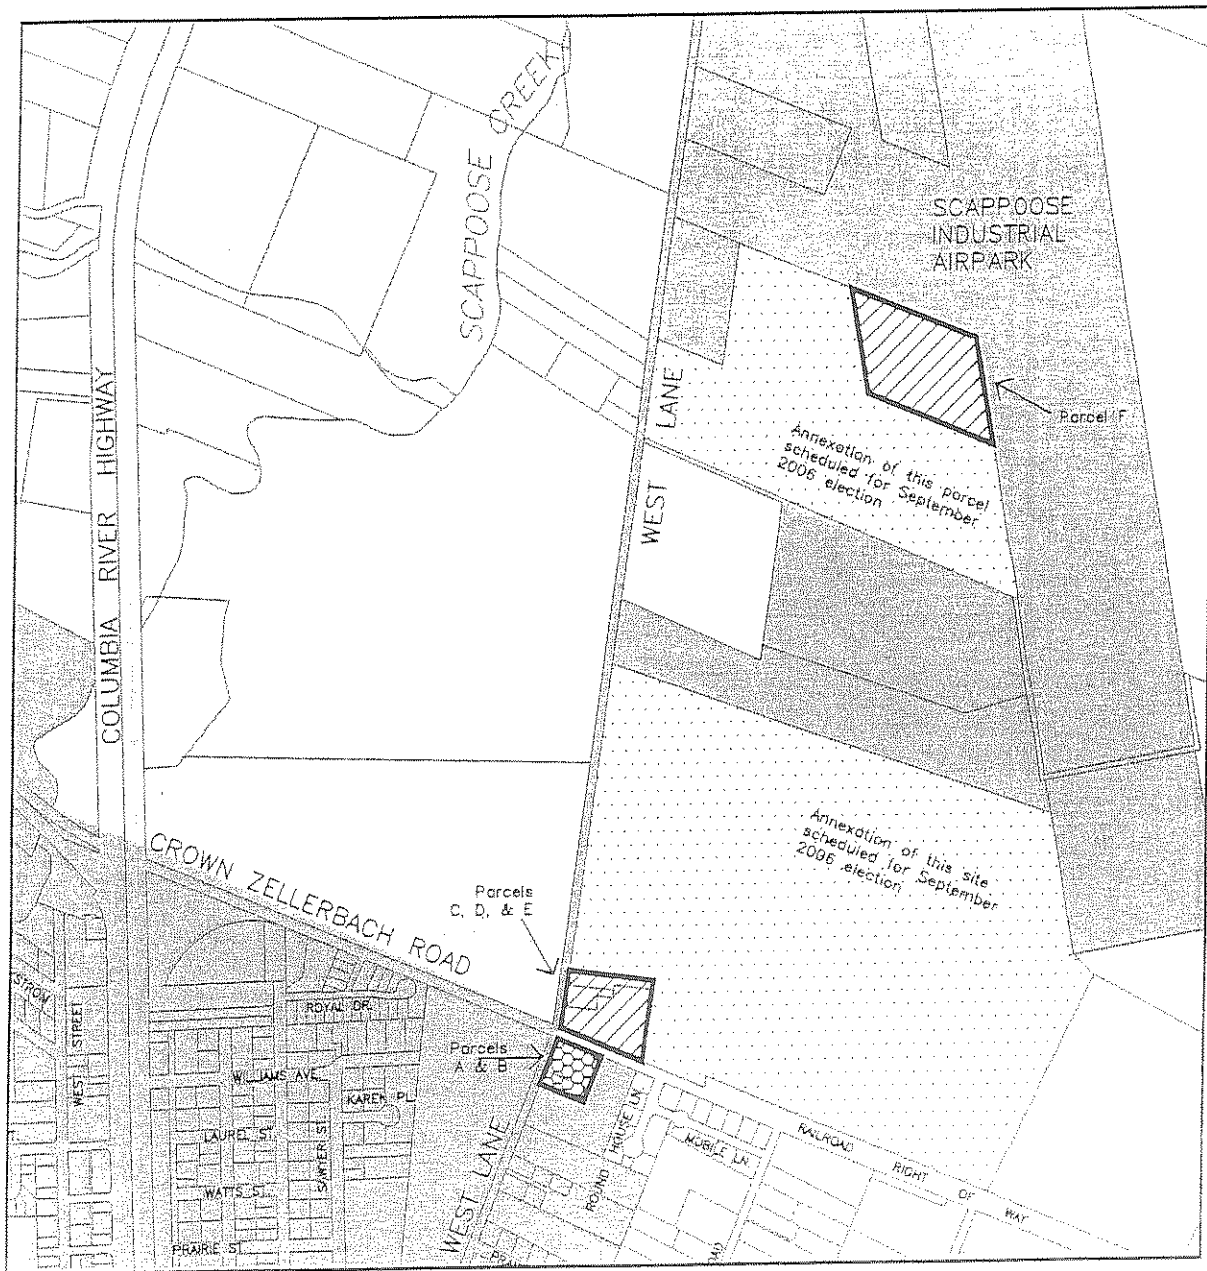 SCAPPOOSE CREEK
SCAPPOOSE
INDUSTRIAL
AIRPARK
COLUMBIA RIVER HIGHWAY
WEST LANE
Parcel F
Annexation of this parcel
scheduled for September
2006 election
Annexation of this site
scheduled for September
2006 election
CROWN ZELLERBACH ROAD
Parcels
C, D, & E
Parcels
A & B
WEST STREET
ROYAL DR.
WILLIAMS AVE.
KAREN PL.
LAUREL ST.
SAWYER ST.
WATTS ST.
PRAIRIE ST.
WEST LANE
ROUND HOUSE LN.
MOBILE LN.
RAILROAD RIGHT OF WAY